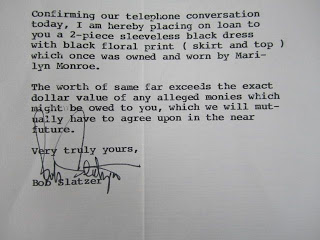 Confirming our telephone conversation
today, I am hereby placing on loan to
you a 2-piece sleeveless black dress
with black floral print ( skirt and top )
which once was owned and worn by Mari-
lyn Monroe.
The worth of same far exceeds the exact
dollar value of any alleged monies which
might be owed to you, which we will mut-
ually have to agree upon in the near
future.
Very truly yours,
Bob Slatzer